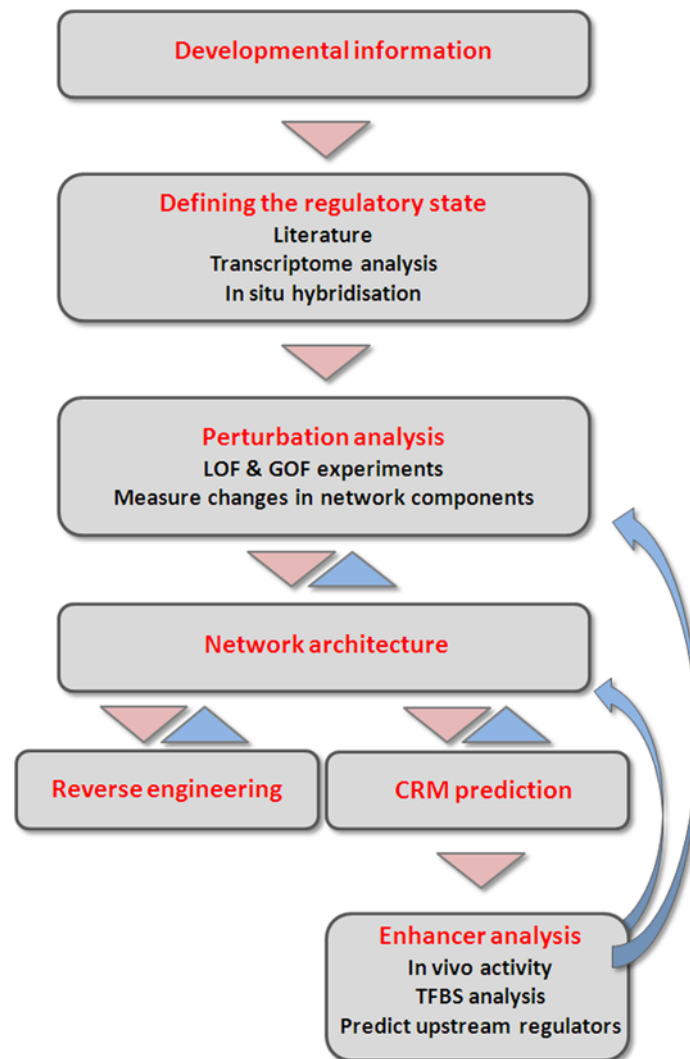 Developmental information
Defining the regulatory state
Literature
Transcriptome analysis
In situ hybridisation
Perturbation analysis
LOF & GOF experiments
Measure changes in network components
Network architecture
Reverse engineering
CRM prediction
Enhancer analysis
In vivo activity
TFBS analysis
Predict upstream regulators